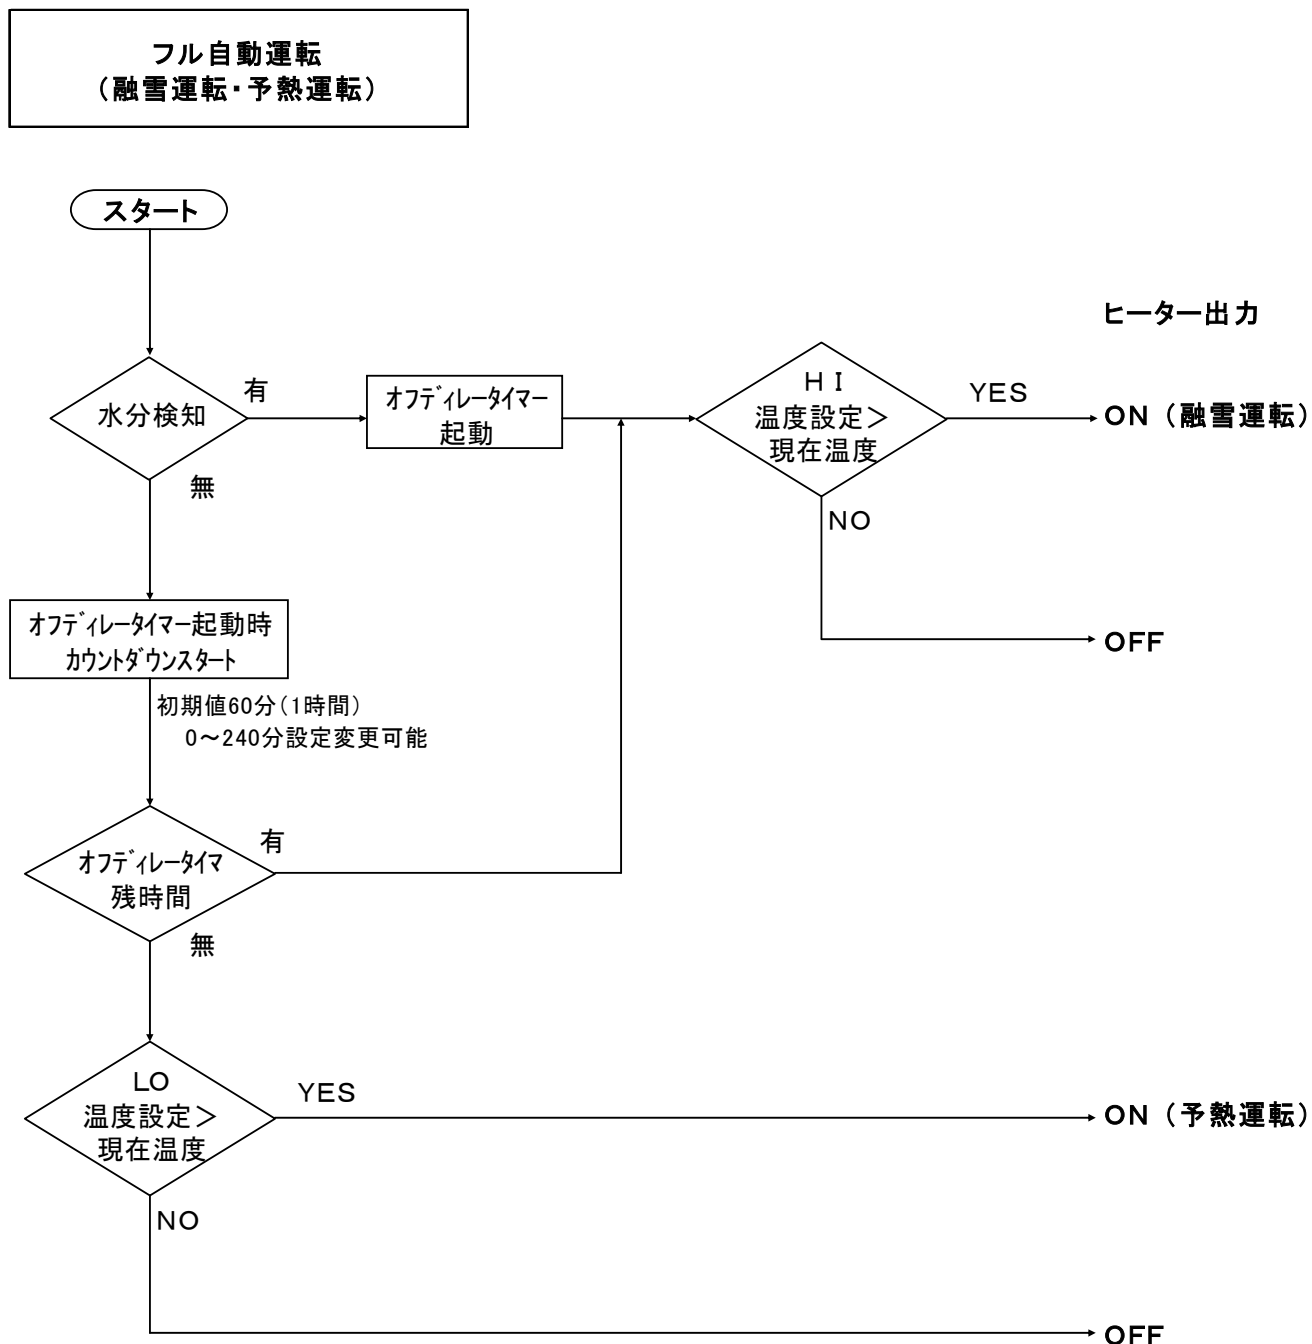 フル自動運転
（融雪運転・予熱運転）
スタート
ヒーター出力
水分検知
有
オフディレータイマー
起動
ＨＩ
温度設定＞
現在温度
YES
ON（融雪運転）
無
NO
オフディレータイマー起動時
カウントダウンスタート
OFF
初期値60分（1時間）
0～240分設定変更可能
オフディレータイマ
残時間
有
無
LO
温度設定＞
現在温度
YES
ON（予熱運転）
NO
OFF